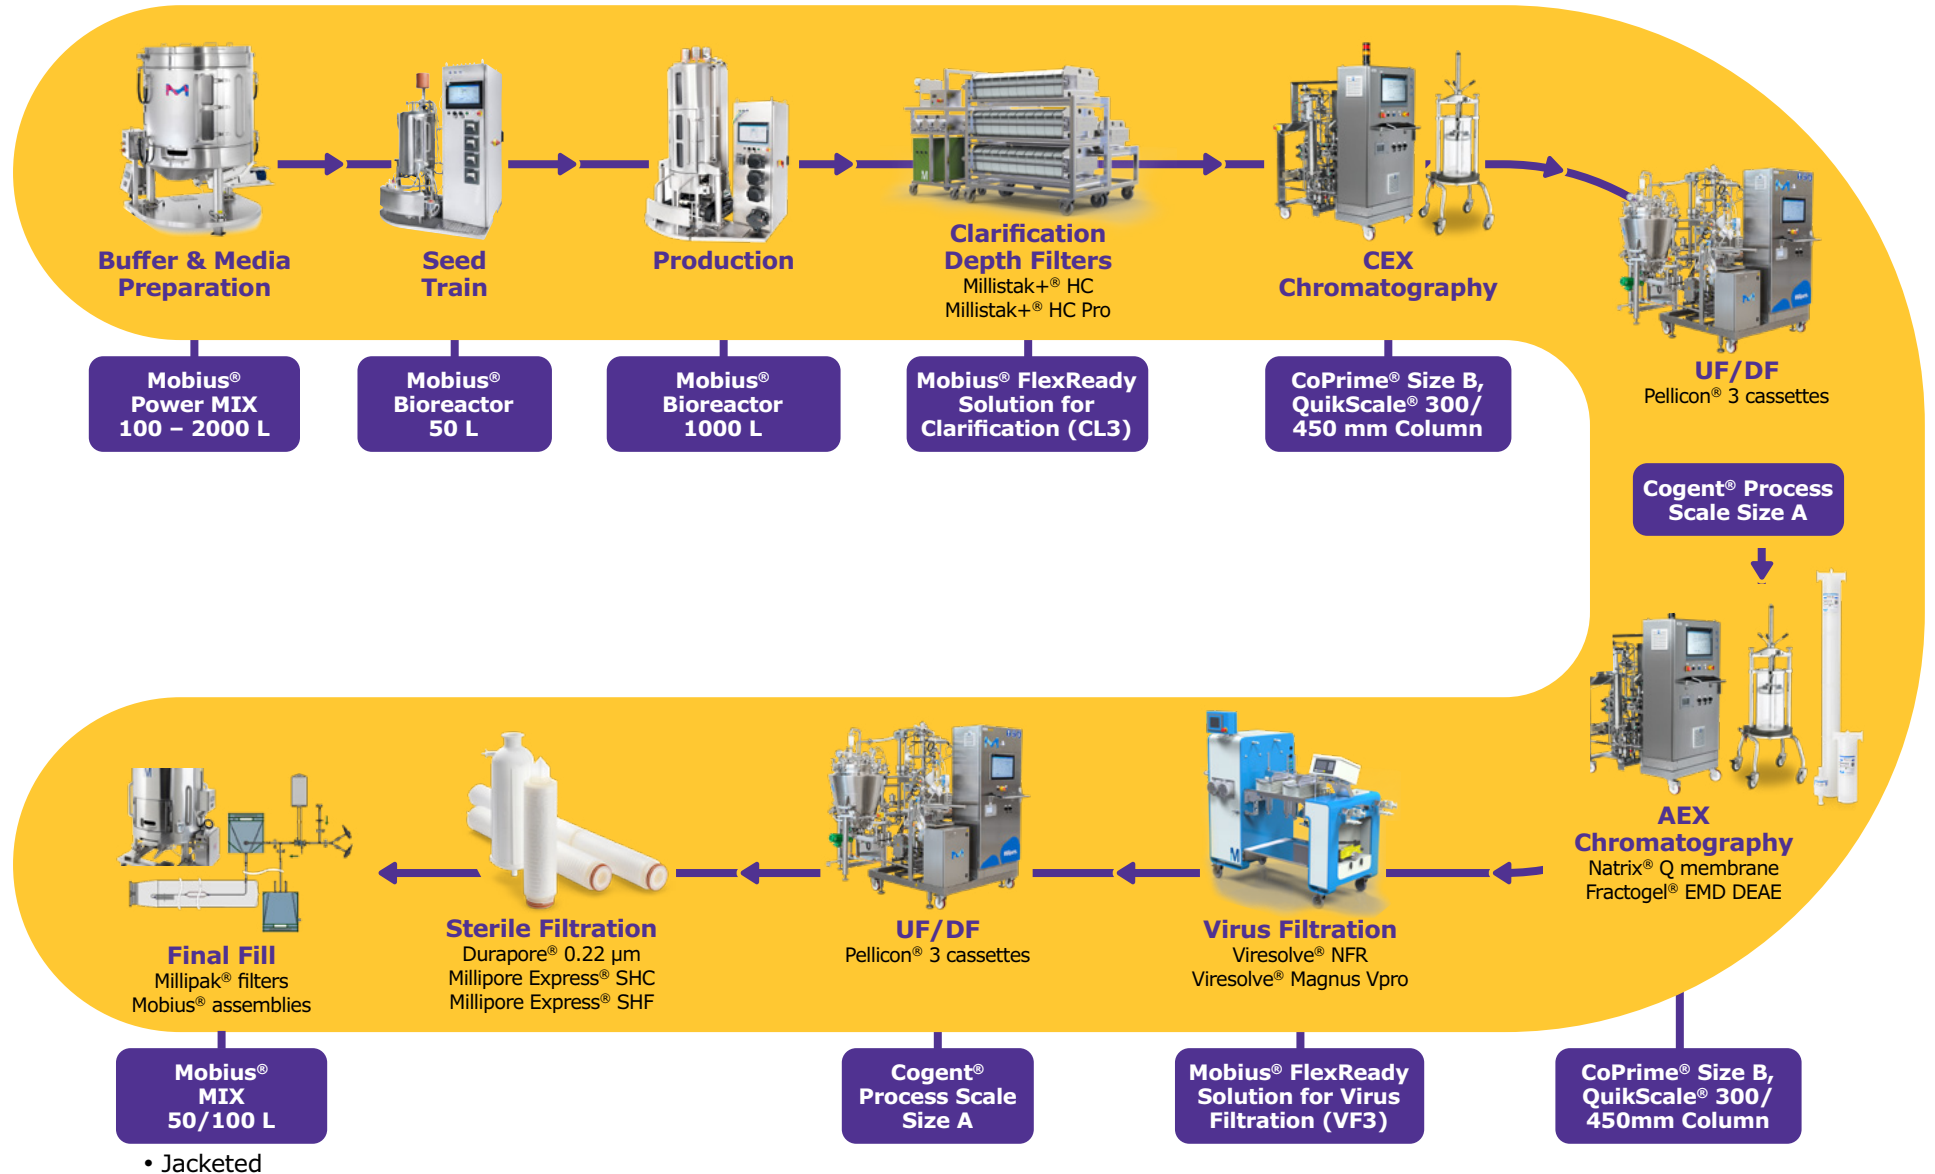 Buffer & Media
Preparation
Seed
Train
Production
Clarification
Depth Filters
Millistak+® HC
Millistak+® HC Pro
CEX
Chromatography
UF/DF
Pellicon® 3 cassettes
Mobius®
Power MIX
100 – 2000 L
Mobius®
Bioreactor
50 L
Mobius®
Bioreactor
1000 L
Mobius® FlexReady
Solution for
Clarification (CL3)
CoPrime® Size B,
QuikScale® 300/
450 mm Column
Cogent® Process
Scale Size A
AEX
Chromatography
Natrix® Q membrane
Fractogel® EMD DEAE
Virus Filtration
Viresolve® NFR
Viresolve® Magnus Vpro
UF/DF
Pellicon® 3 cassettes
Sterile Filtration
Durapore® 0.22 µm
Millipore Express® SHC
Millipore Express® SHF
Final Fill
Millipak® filters
Mobius® assemblies
CoPrime® Size B,
QuikScale® 300/
450mm Column
Mobius® FlexReady
Solution for Virus
Filtration (VF3)
Cogent®
Process Scale
Size A
Mobius®
MIX
50/100 L
• Jacketed